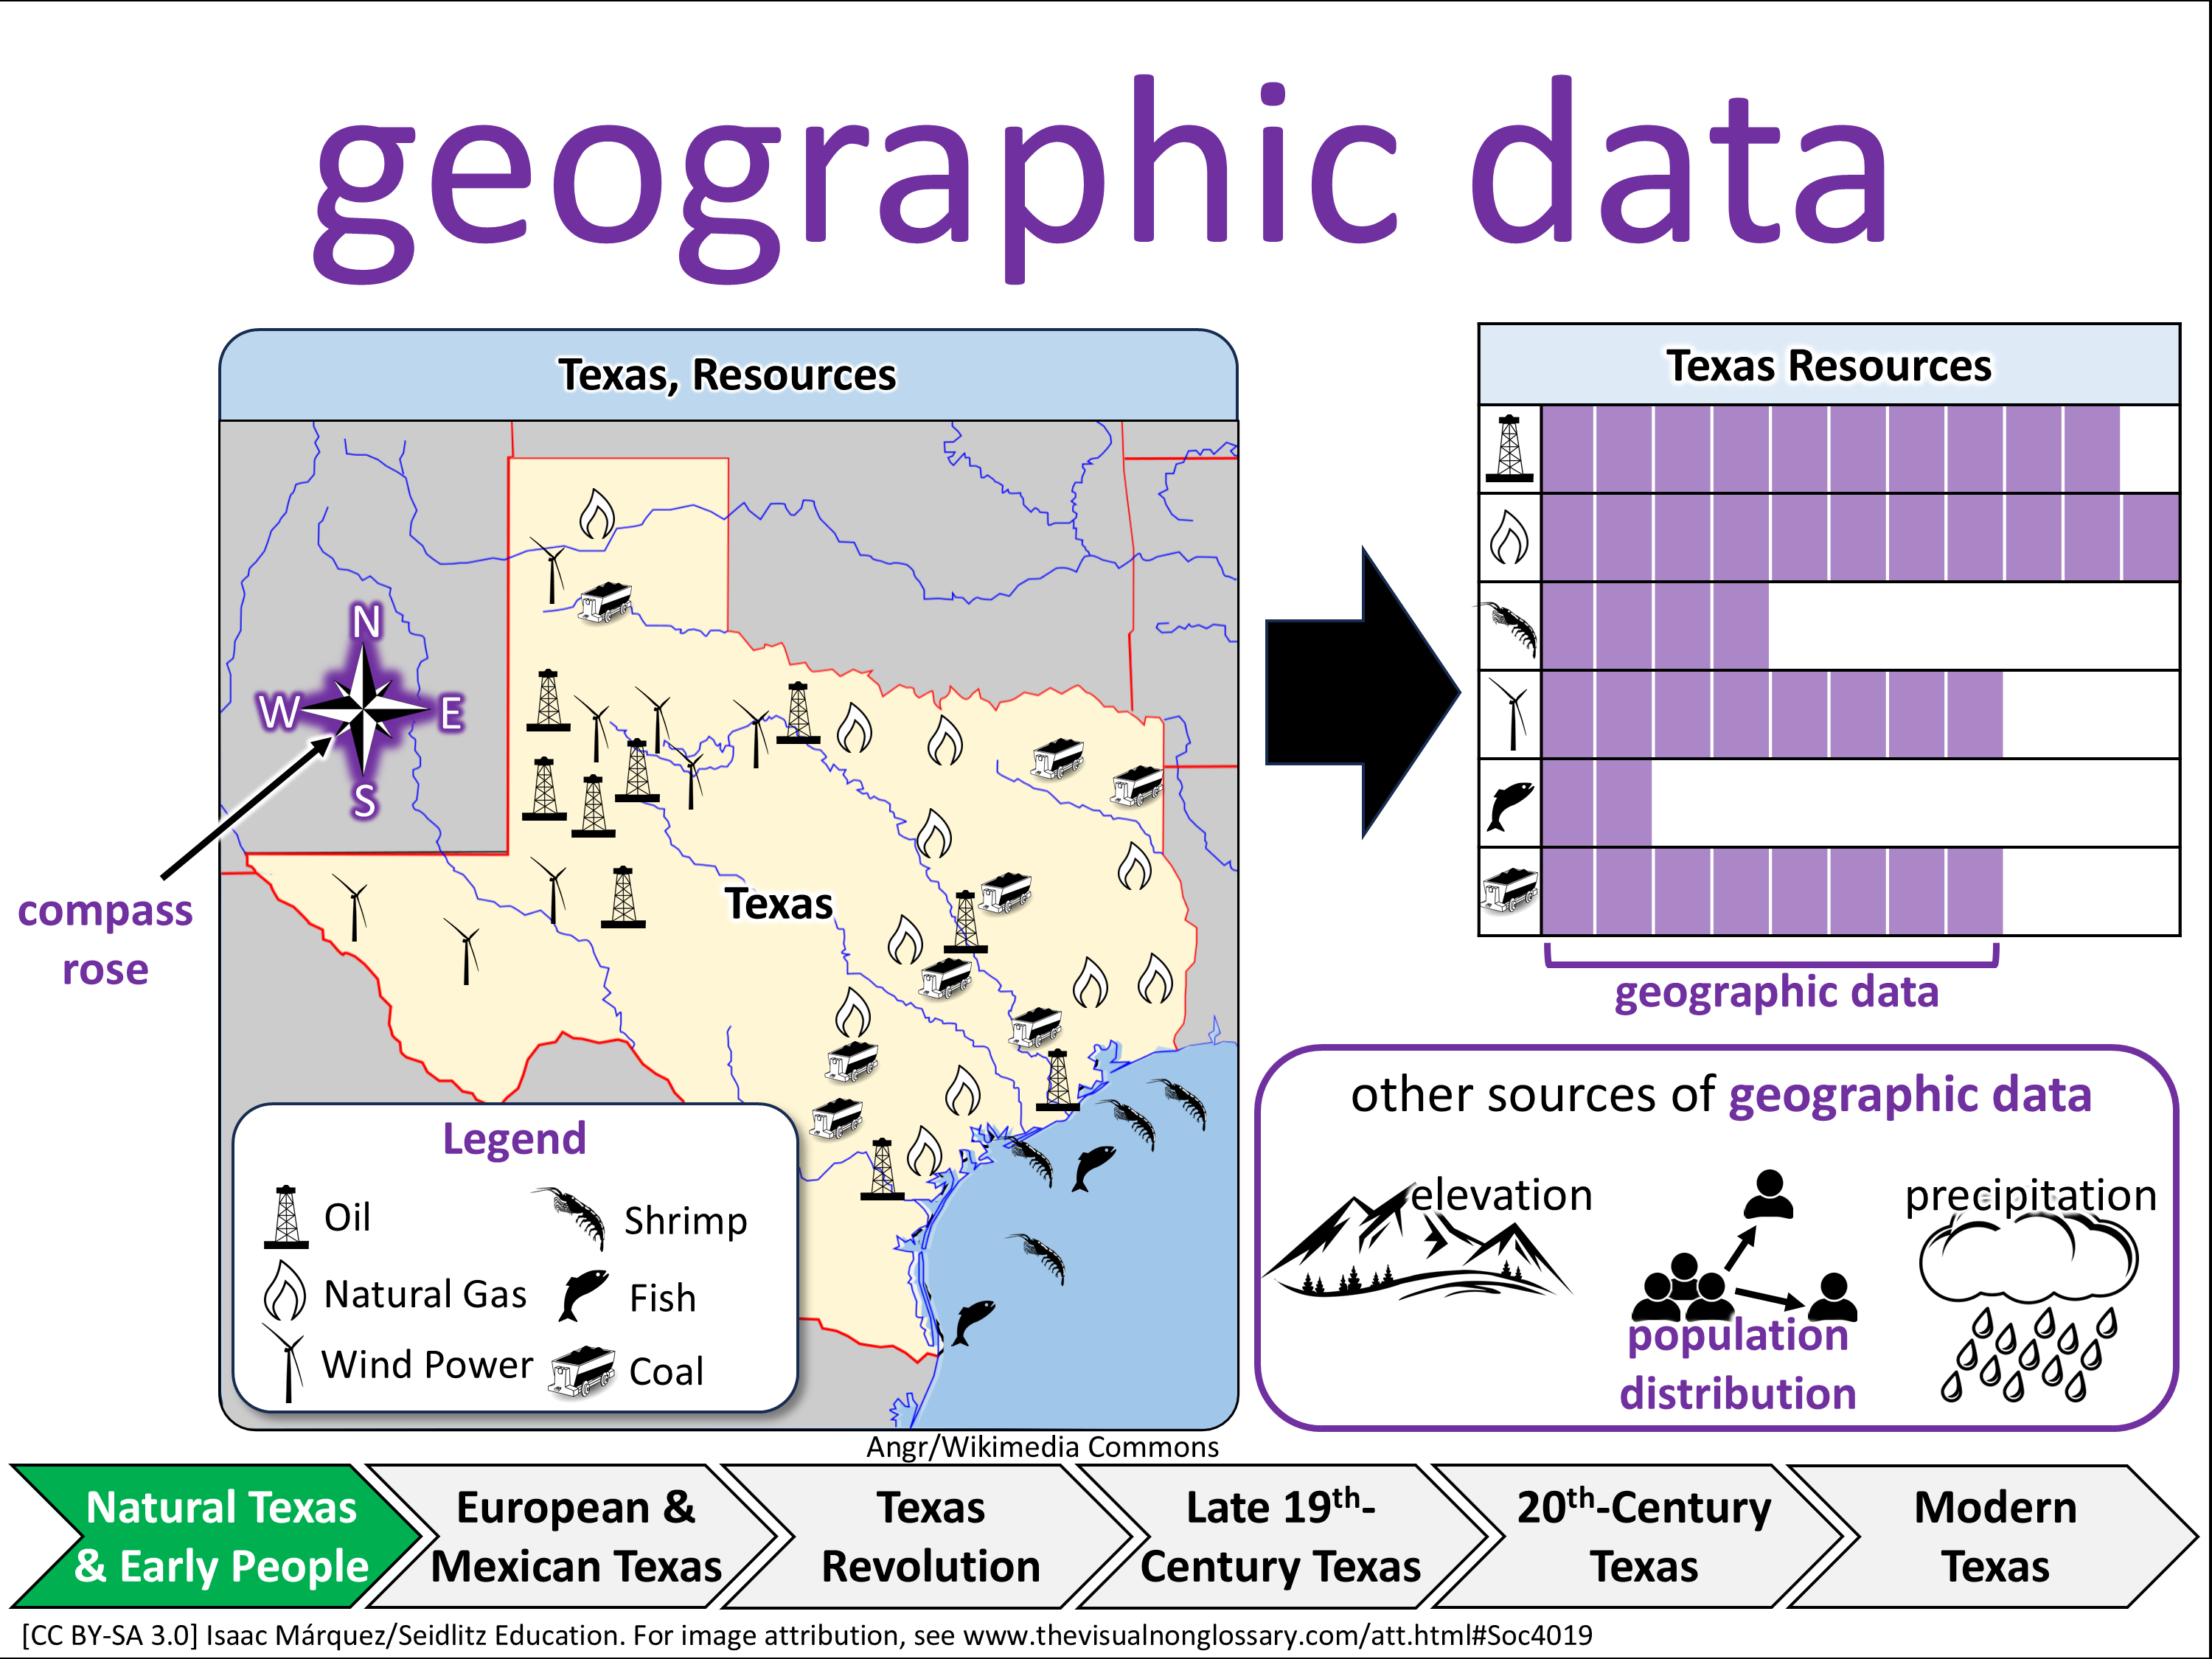 geographic data
Texas, Resources
N
W
E
S
compass
rose
Texas
Legend
Oil
Shrimp
Natural Gas
Fish
Wind Power
Coal
Angr/Wikimedia Commons
Texas Resources
geographic data
other sources of geographic data
elevation
population
distribution
precipitation
Natural Texas
& Early People
European &
Mexican Texas
Texas
Revolution
Late 19th-
Century Texas
20th-Century
Texas
Modern
Texas
[CC BY-SA 3.0] Isaac Márquez/Seidlitz Education. For image attribution, see www.thevisualnonglossary.com/att.html#Soc4019